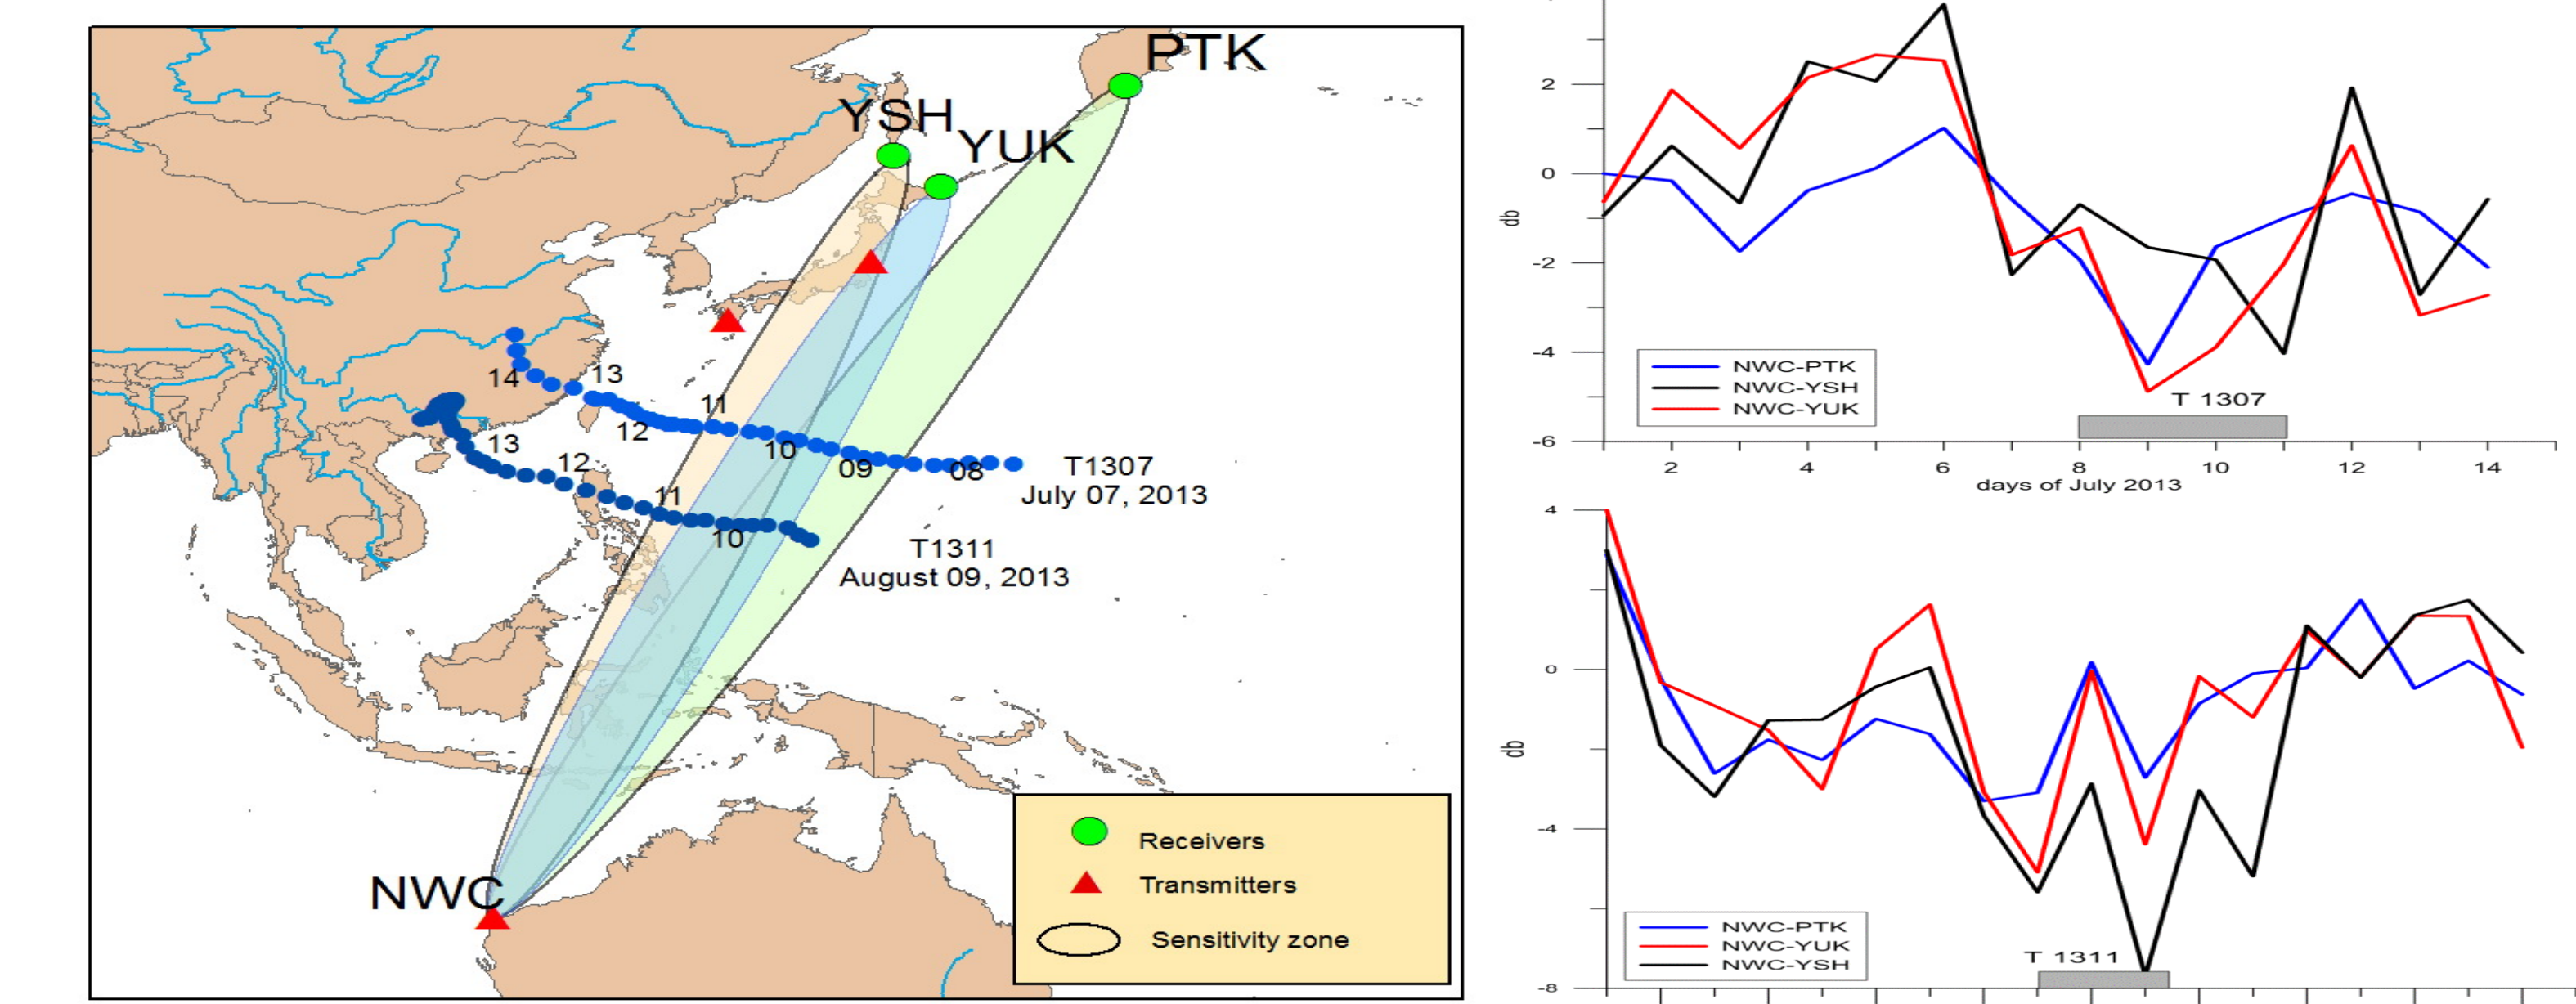 PTK
YSH
YUK
14
13
11
12
10
09
08
T1307
July 07, 2013
13
12
11
10
T1311
August 09, 2013
NWC
Receivers
Transmitters
Sensitivity zone
2
0
-2
-4
-6
db
NWC-PTK
NWC-YSH
NWC-YUK
T 1307
2 4 6 8 10 12 14
days of July 2013
4
0
-4
-8
db
NWC-PTK
NWC-YUK
NWC-YSH
T 1311